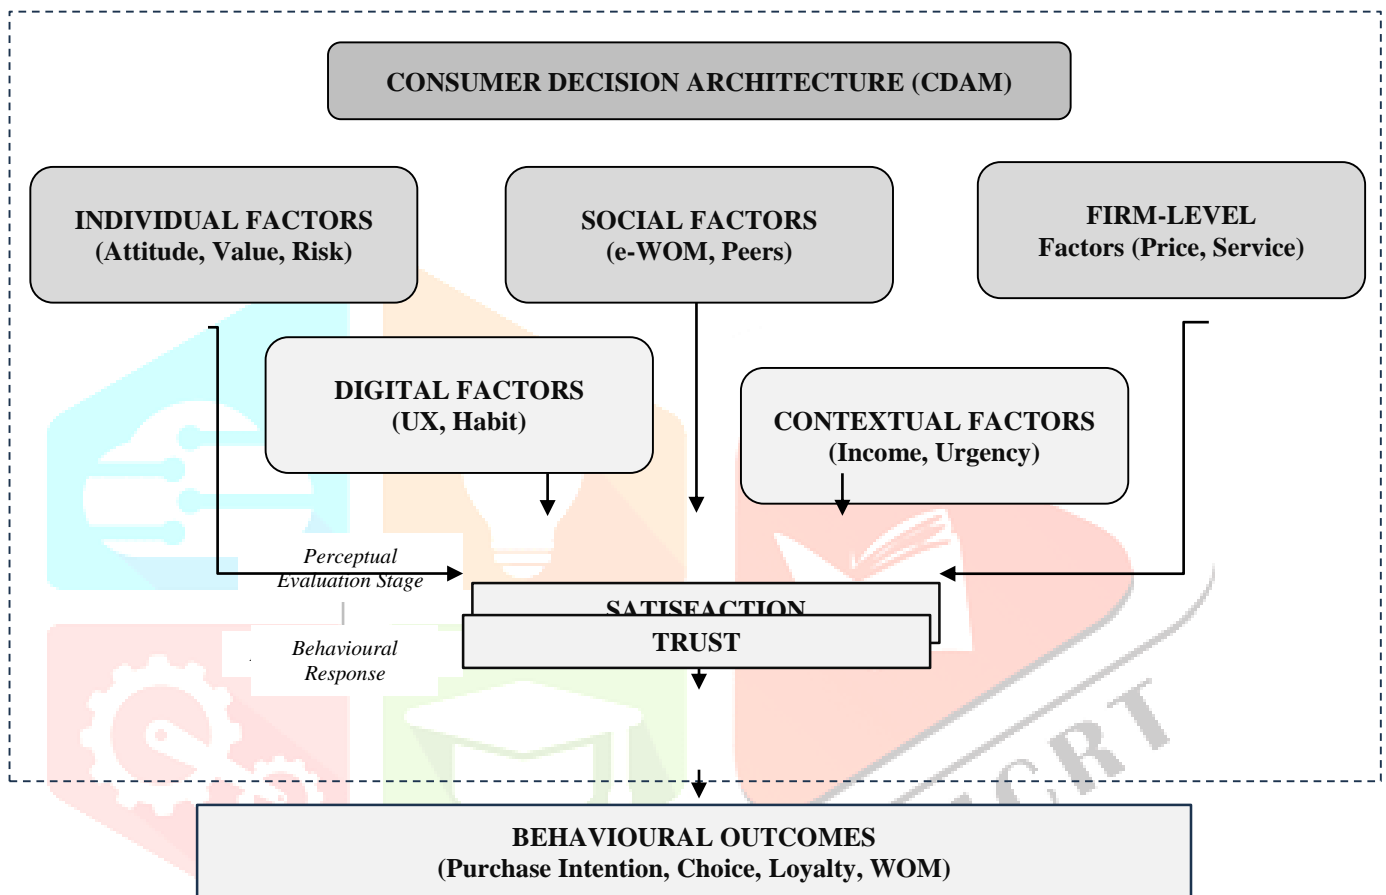 CONSUMER DECISION ARCHITECTURE (CDAM)
INDIVIDUAL FACTORS
(Attitude, Value, Risk)
SOCIAL FACTORS
(e-WOM, Peers)
FIRM-LEVEL
Factors (Price, Service)
DIGITAL FACTORS
(UX, Habit)
CONTEXTUAL FACTORS
(Income, Urgency)
Perceptual
Evaluation Stage
SATISFACTION
TRUST
Behavioural
Response
BEHAVIOURAL OUTCOMES
(Purchase Intention, Choice, Loyalty, WOM)